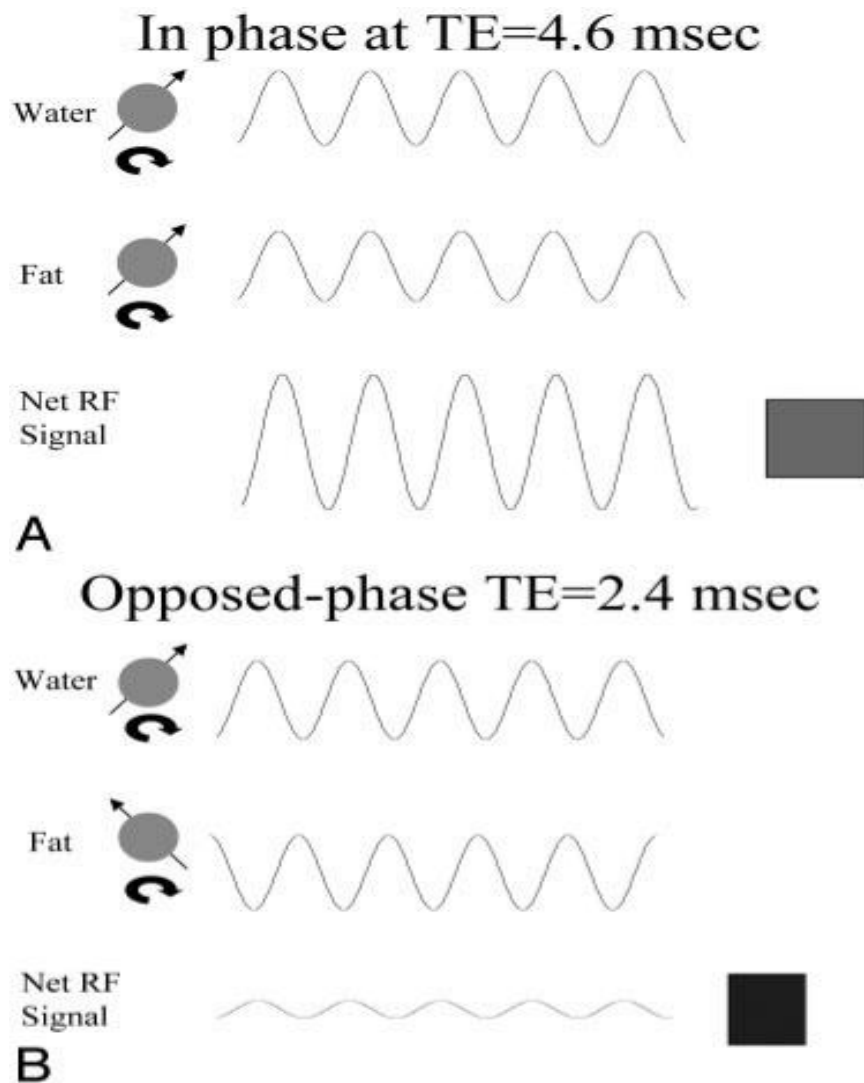 In phase at TE=4.6 msec
Water
Fat
Net RF
Signal
A
Opposed-phase TE=2.4 msec
Water
Fat
Net RF
Signal
B